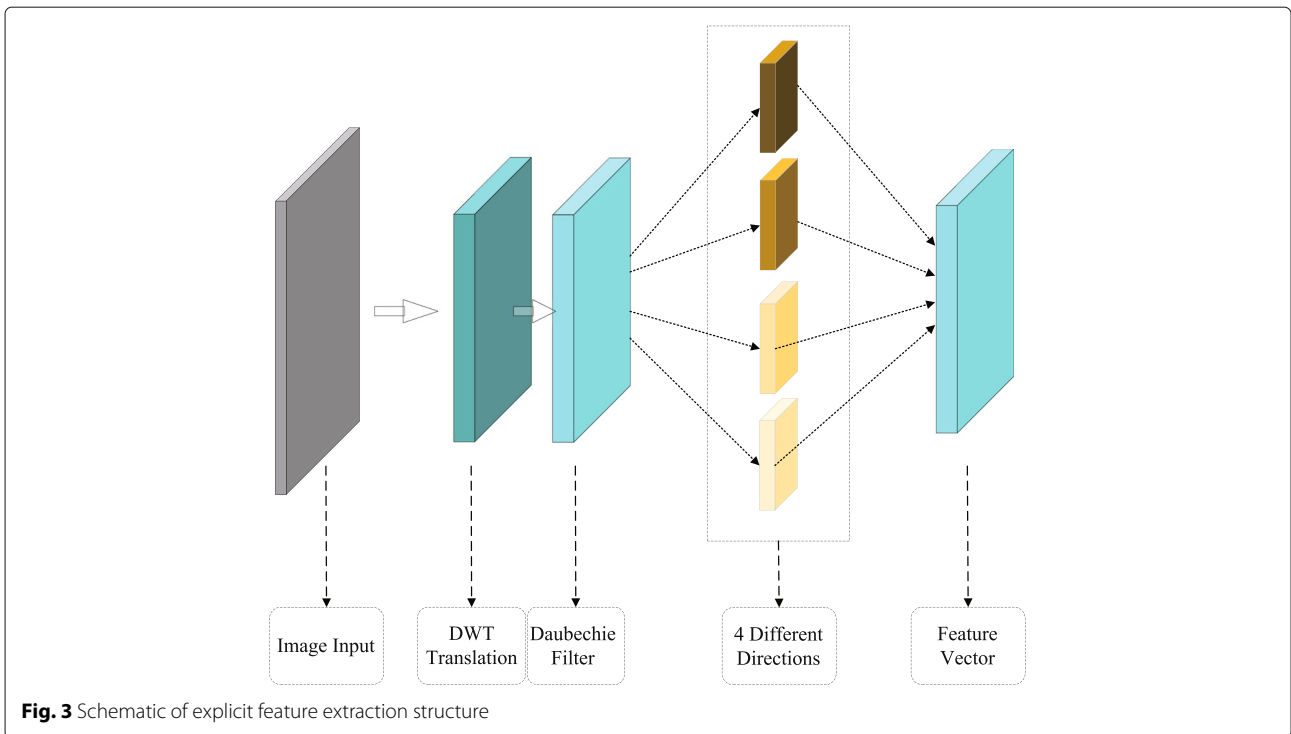 Image Input
DWT
Translation
Daubechie
Filter
4 Different
Directions
Feature
Vector
Fig. 3 Schematic of explicit feature extraction structure